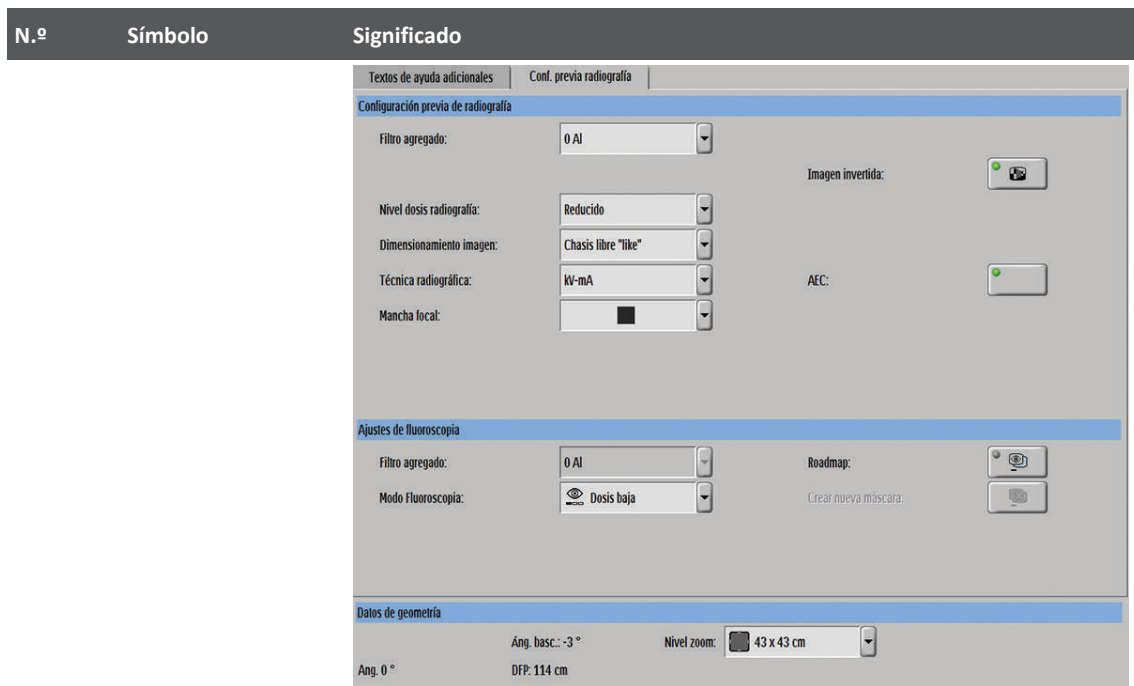 N.º Símbolo Significado
Textos de ayuda adicionales Conf. previa radiografía
Configuración previa de radiografía
Filtro agregado: 0 Al
Imagen invertida:
Nivel dosis radiografía: Reducido
Dimensionamiento imagen: Chasis libre "like"
Técnica radiográfica: kV-mA AEC:
Mancha focal:
Ajustes de fluoroscopia
Filtro agregado: 0 Al Roadmap:
Modo Fluoroscopia: Dosis baja Crear nueva máscara:
Datos de geometría
Áng. basc.: -3 ° Nivel zoom: 43 x 43 cm
Ang. 0 ° DFP: 114 cm